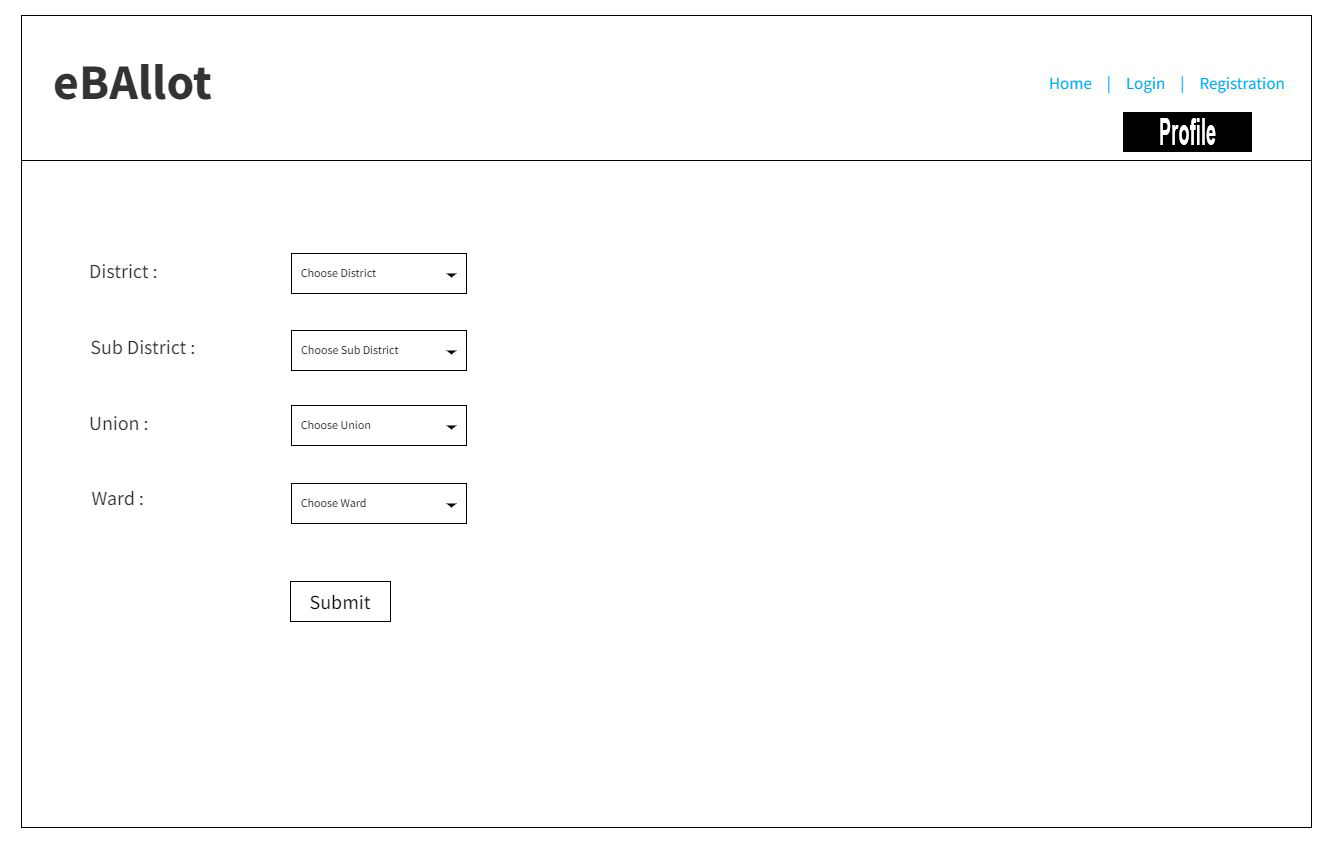 eBAllot
Home | Login | Registration
Profile
District : Choose District
Sub District : Choose Sub District
Union : Choose Union
Ward : Choose Ward
Submit